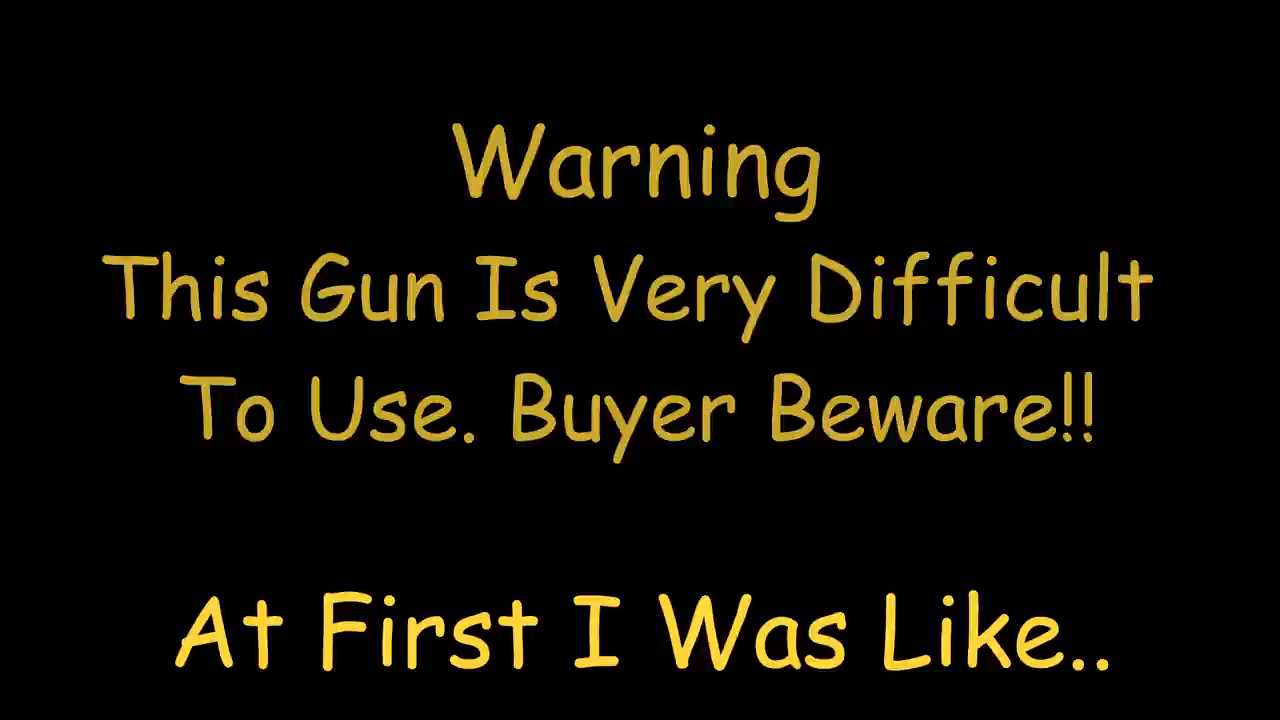 Warning
This Gun Is Very Difficult
To Use. Buyer Beware!!
At First I Was Like..